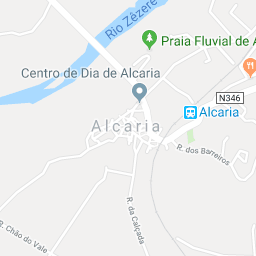 Rio Zêzere
Praia Fluvial de A
Centro de Dia de Alcaria
N346
Alcaria
Alcaria
R. dos Barreiros
R. da Calçada
R. Chão do Vale